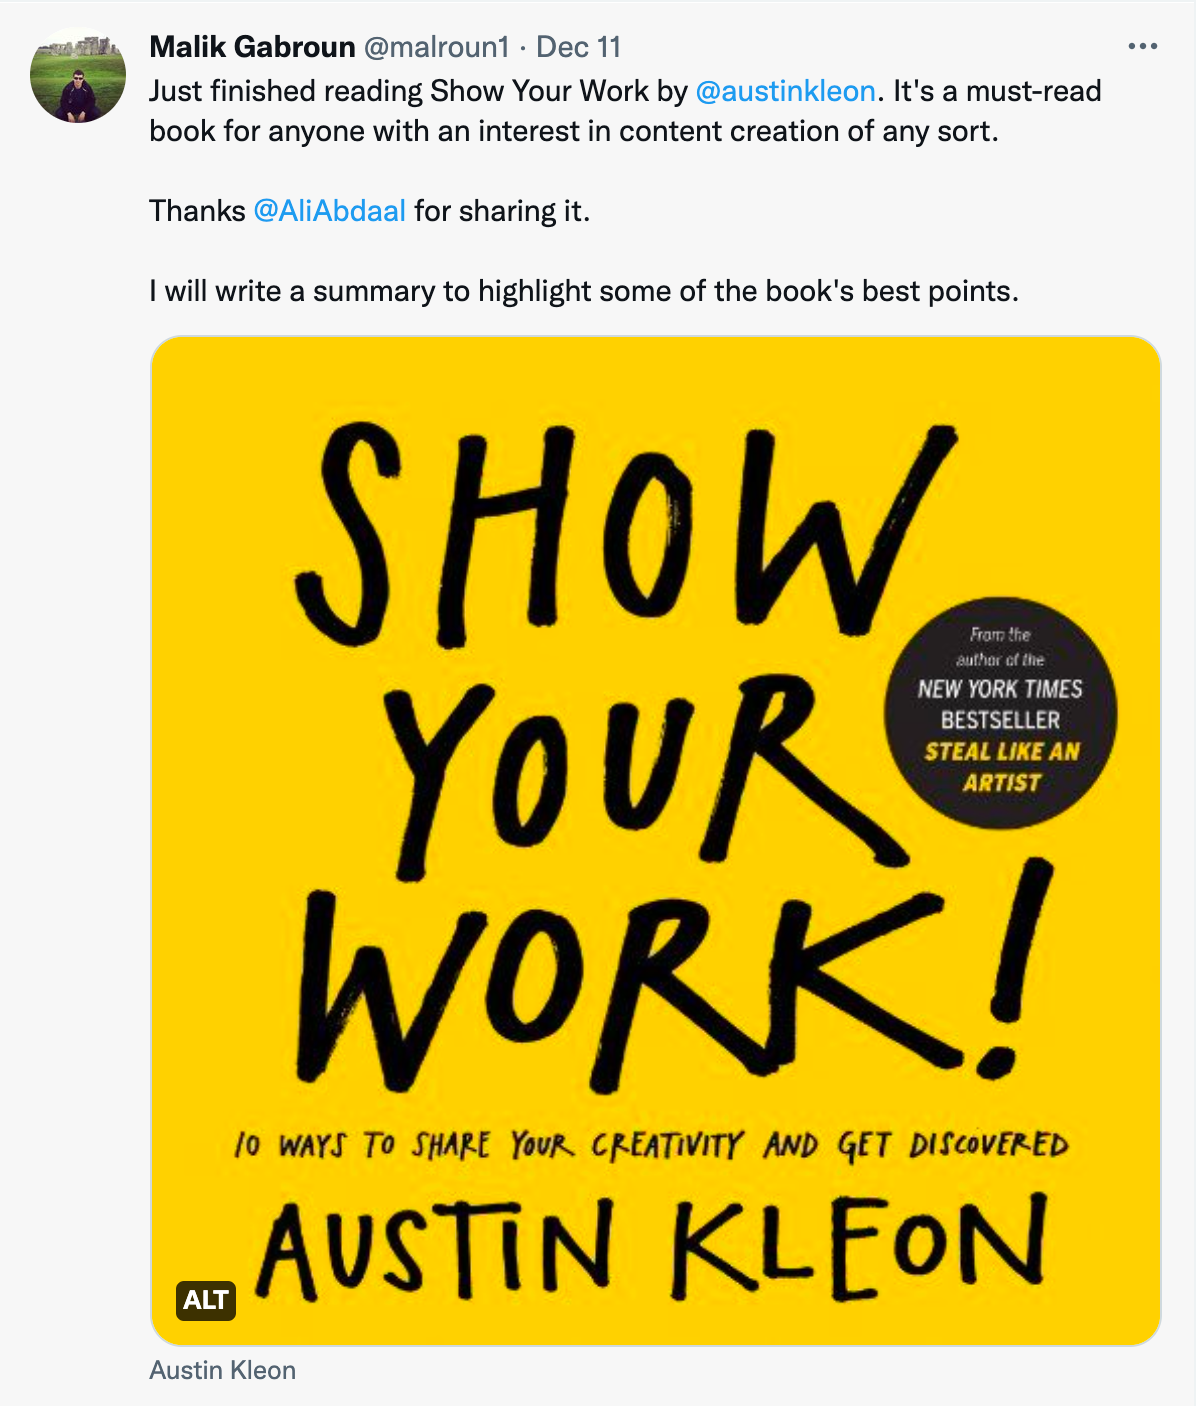 Malik Gabroun @malroun1 · Dec 11
Just finished reading Show Your Work by @austinkleon. It's a must-read
book for anyone with an interest in content creation of any sort.
Thanks @AliAbdaal for sharing it.
I will write a summary to highlight some of the book's best points.
SHOW
YOUR
WORK!
From the
author of the
NEW YORK TIMES
BESTSELLER
STEAL LIKE AN
ARTIST
10 WAYS TO SHARE YOUR CREATIVITY AND GET DISCOVERED
AUSTIN KLEON
ALT
Austin Kleon